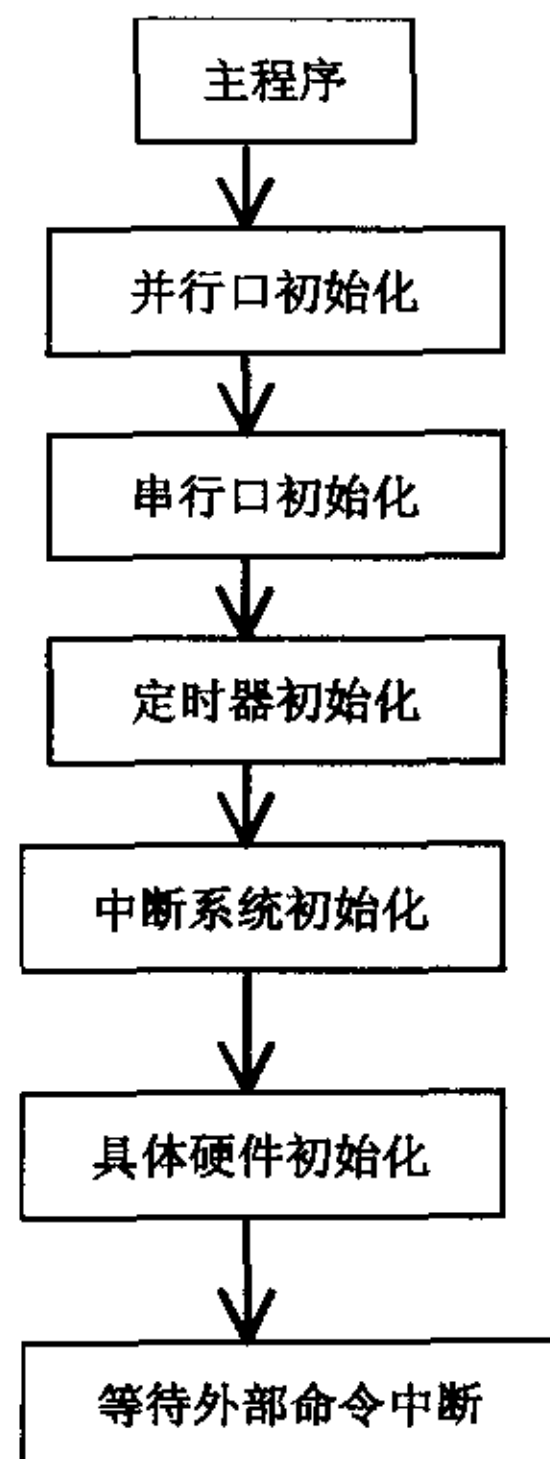 主程序
并行口初始化
串行口初始化
定时器初始化
中断系统初始化
具体硬件初始化
等待外部命令中断